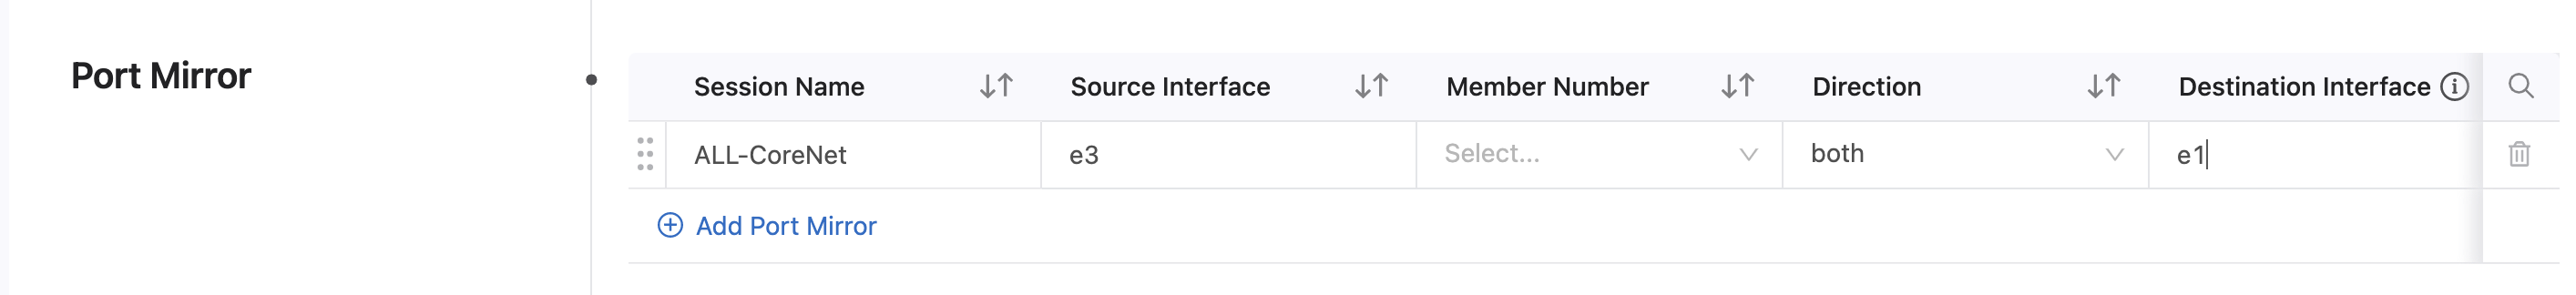 Port Mirror
Session Name Source Interface Member Number Direction Destination Interface
ALL-CoreNet e3 Select... both e1
Add Port Mirror